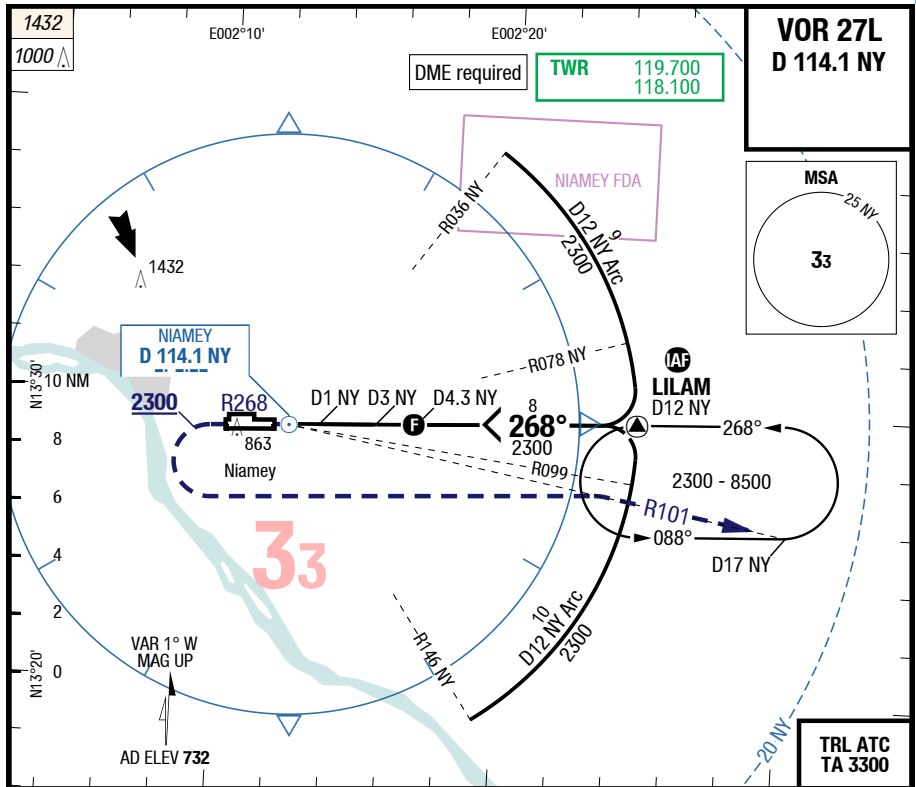 1432
1000
E002°10'
E002°20'
DME required
TWR 119.700
118.100
VOR 27L
D 114.1 NY
MSA
25 NY
33
NIAMEY FDA
R036 NY
9
D12 NY Arc
2300
1432
NIAMEY
D 114.1 NY
R078 NY
IAF
LILAM
D12 NY
N13°30'
10 NM
2300
R268
D1 NY
D3 NY
F
D4.3 NY
8
268°
2300
268°
8
863
Niamey
R099
2300 - 8500
6
R101
088°
33
4
D17 NY
2
10
D12 NY Arc
2300
R146 NY
VAR 1° W
MAG UP
N13°20'
0
AD ELEV 732
20 NY
TRL ATC
TA 3300